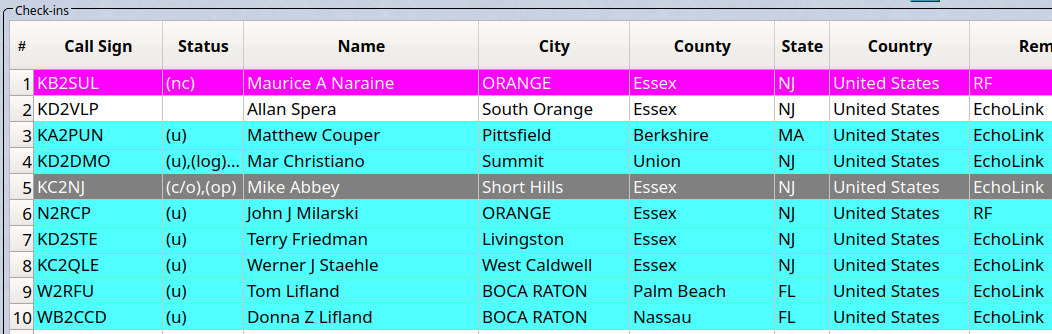 Check-ins
# Call Sign Status Name City County State Country Rem
1 KB2SUL (nc) Maurice A Naraine ORANGE Essex NJ United States RF
2 KD2VLP Allan Spera South Orange Essex NJ United States EchoLink
3 KA2PUN (u) Matthew Couper Pittsfield Berkshire MA United States EchoLink
4 KD2DMO (u),(log)... Mar Christiano Summit Union NJ United States EchoLink
5 KC2NJ (c/o),(op) Mike Abbey Short Hills Essex NJ United States EchoLink
6 N2RCP (u) John J Milarski ORANGE Essex NJ United States RF
7 KD2STE (u) Terry Friedman Livingston Essex NJ United States EchoLink
8 KC2QLE (u) Werner J Staehle West Caldwell Essex NJ United States EchoLink
9 W2RFU (u) Tom Lifland BOCA RATON Palm Beach FL United States EchoLink
10 WB2CCD (u) Donna Z Lifland BOCA RATON Nassau FL United States EchoLink